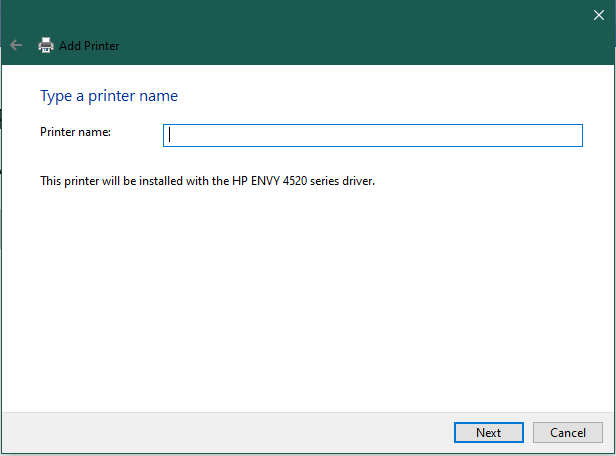 Add Printer
Type a printer name
Printer name:
This printer will be installed with the HP ENVY 4520 series driver.
Next Cancel